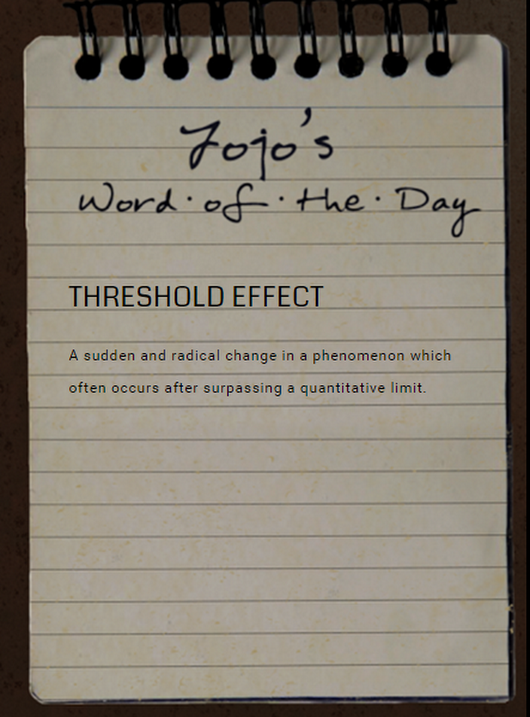 Jojo's
Word·of·the·Day
THRESHOLD EFFECT
A sudden and radical change in a phenomenon which
often occurs after surpassing a quantitative limit.